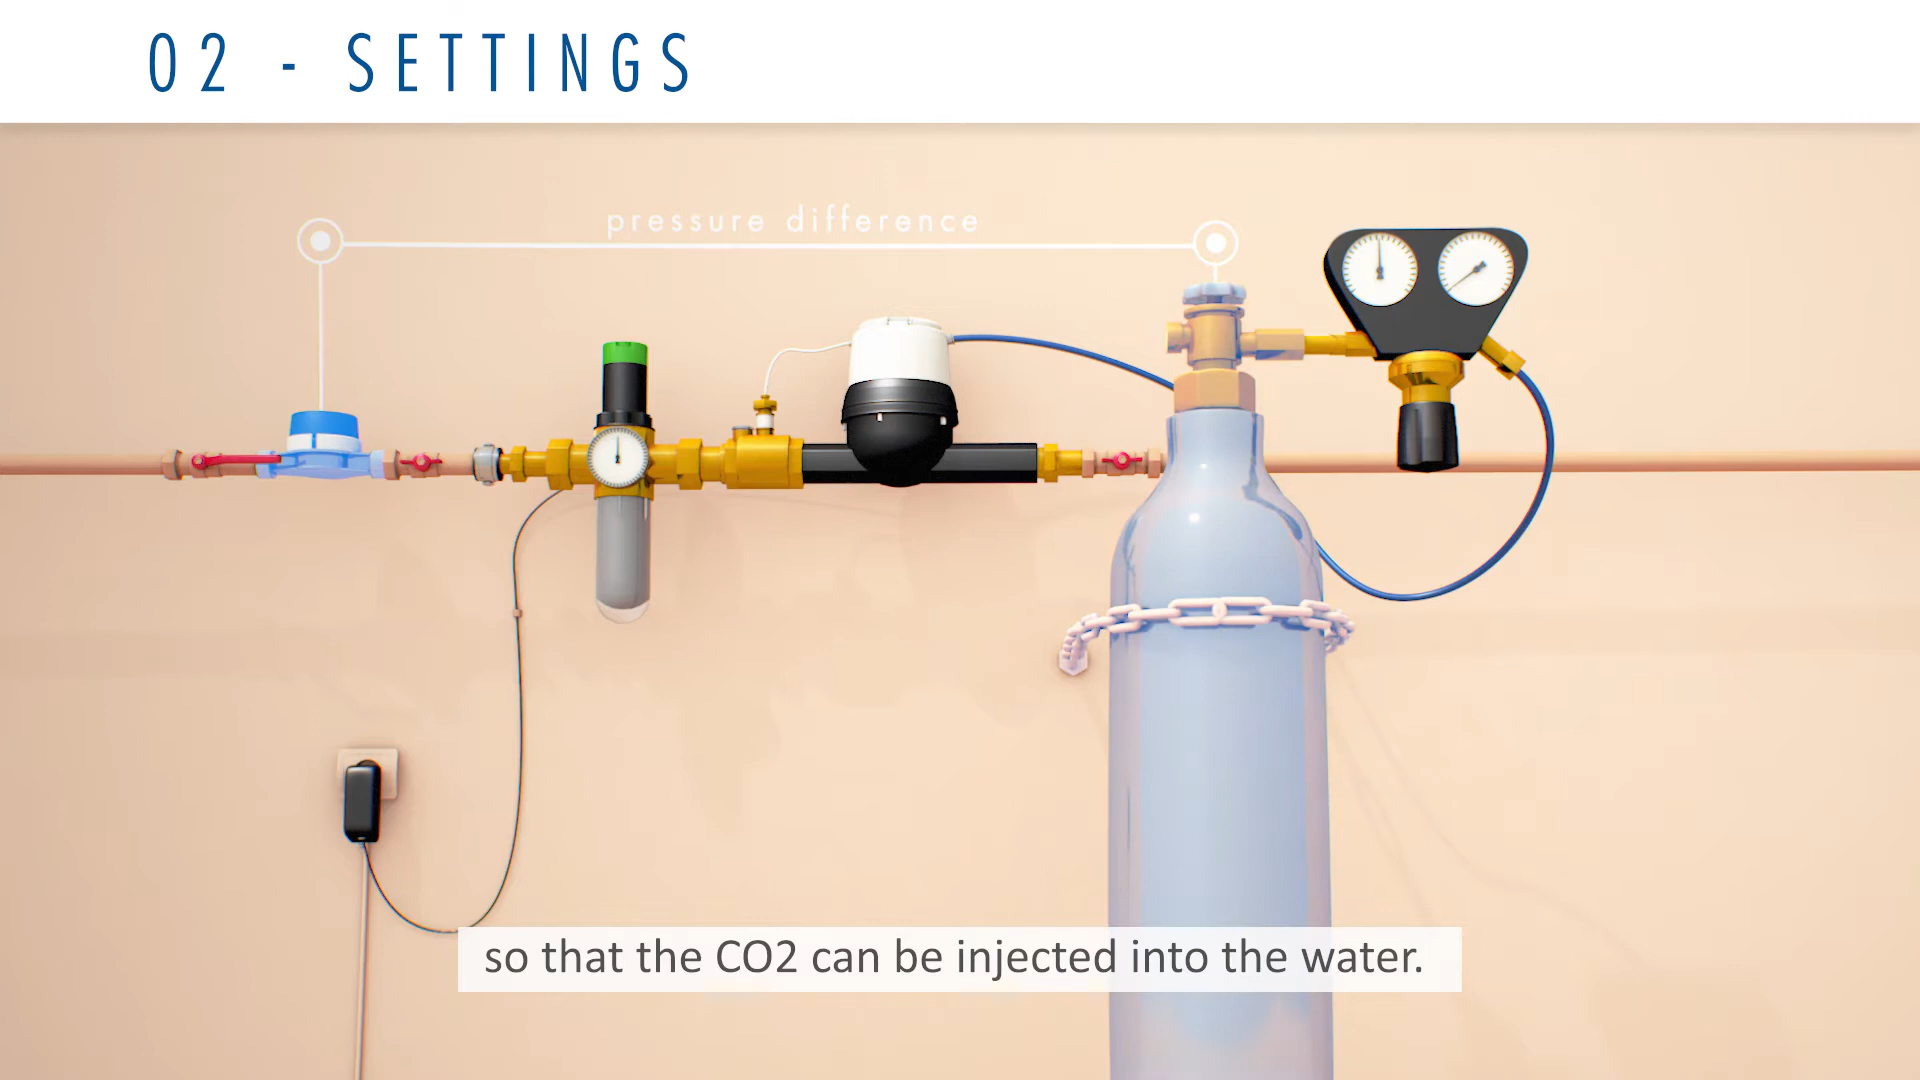 02 - SETTINGS
pressure difference
so that the CO2 can be injected into the water.